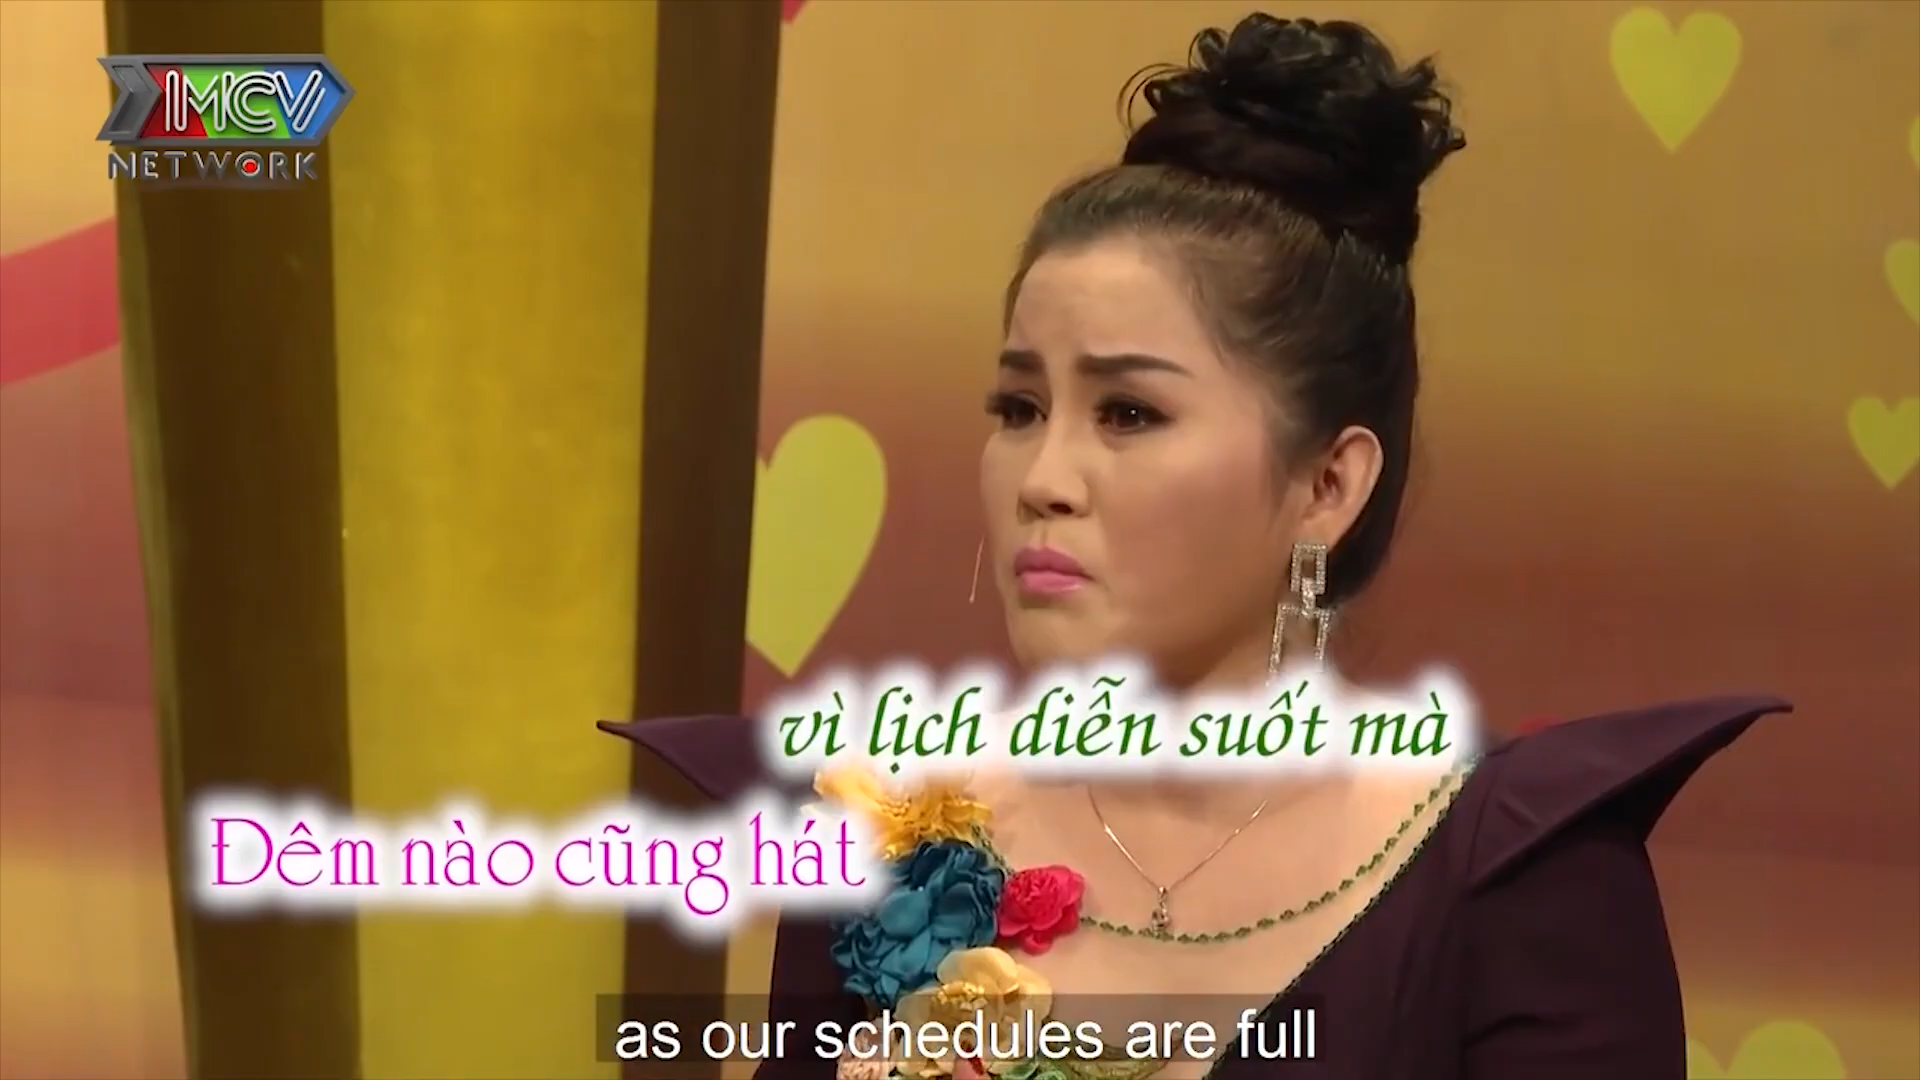 MCV
NETWORK
vì lịch diễn suốt mà
Đêm nào cũng hát
as our schedules are full